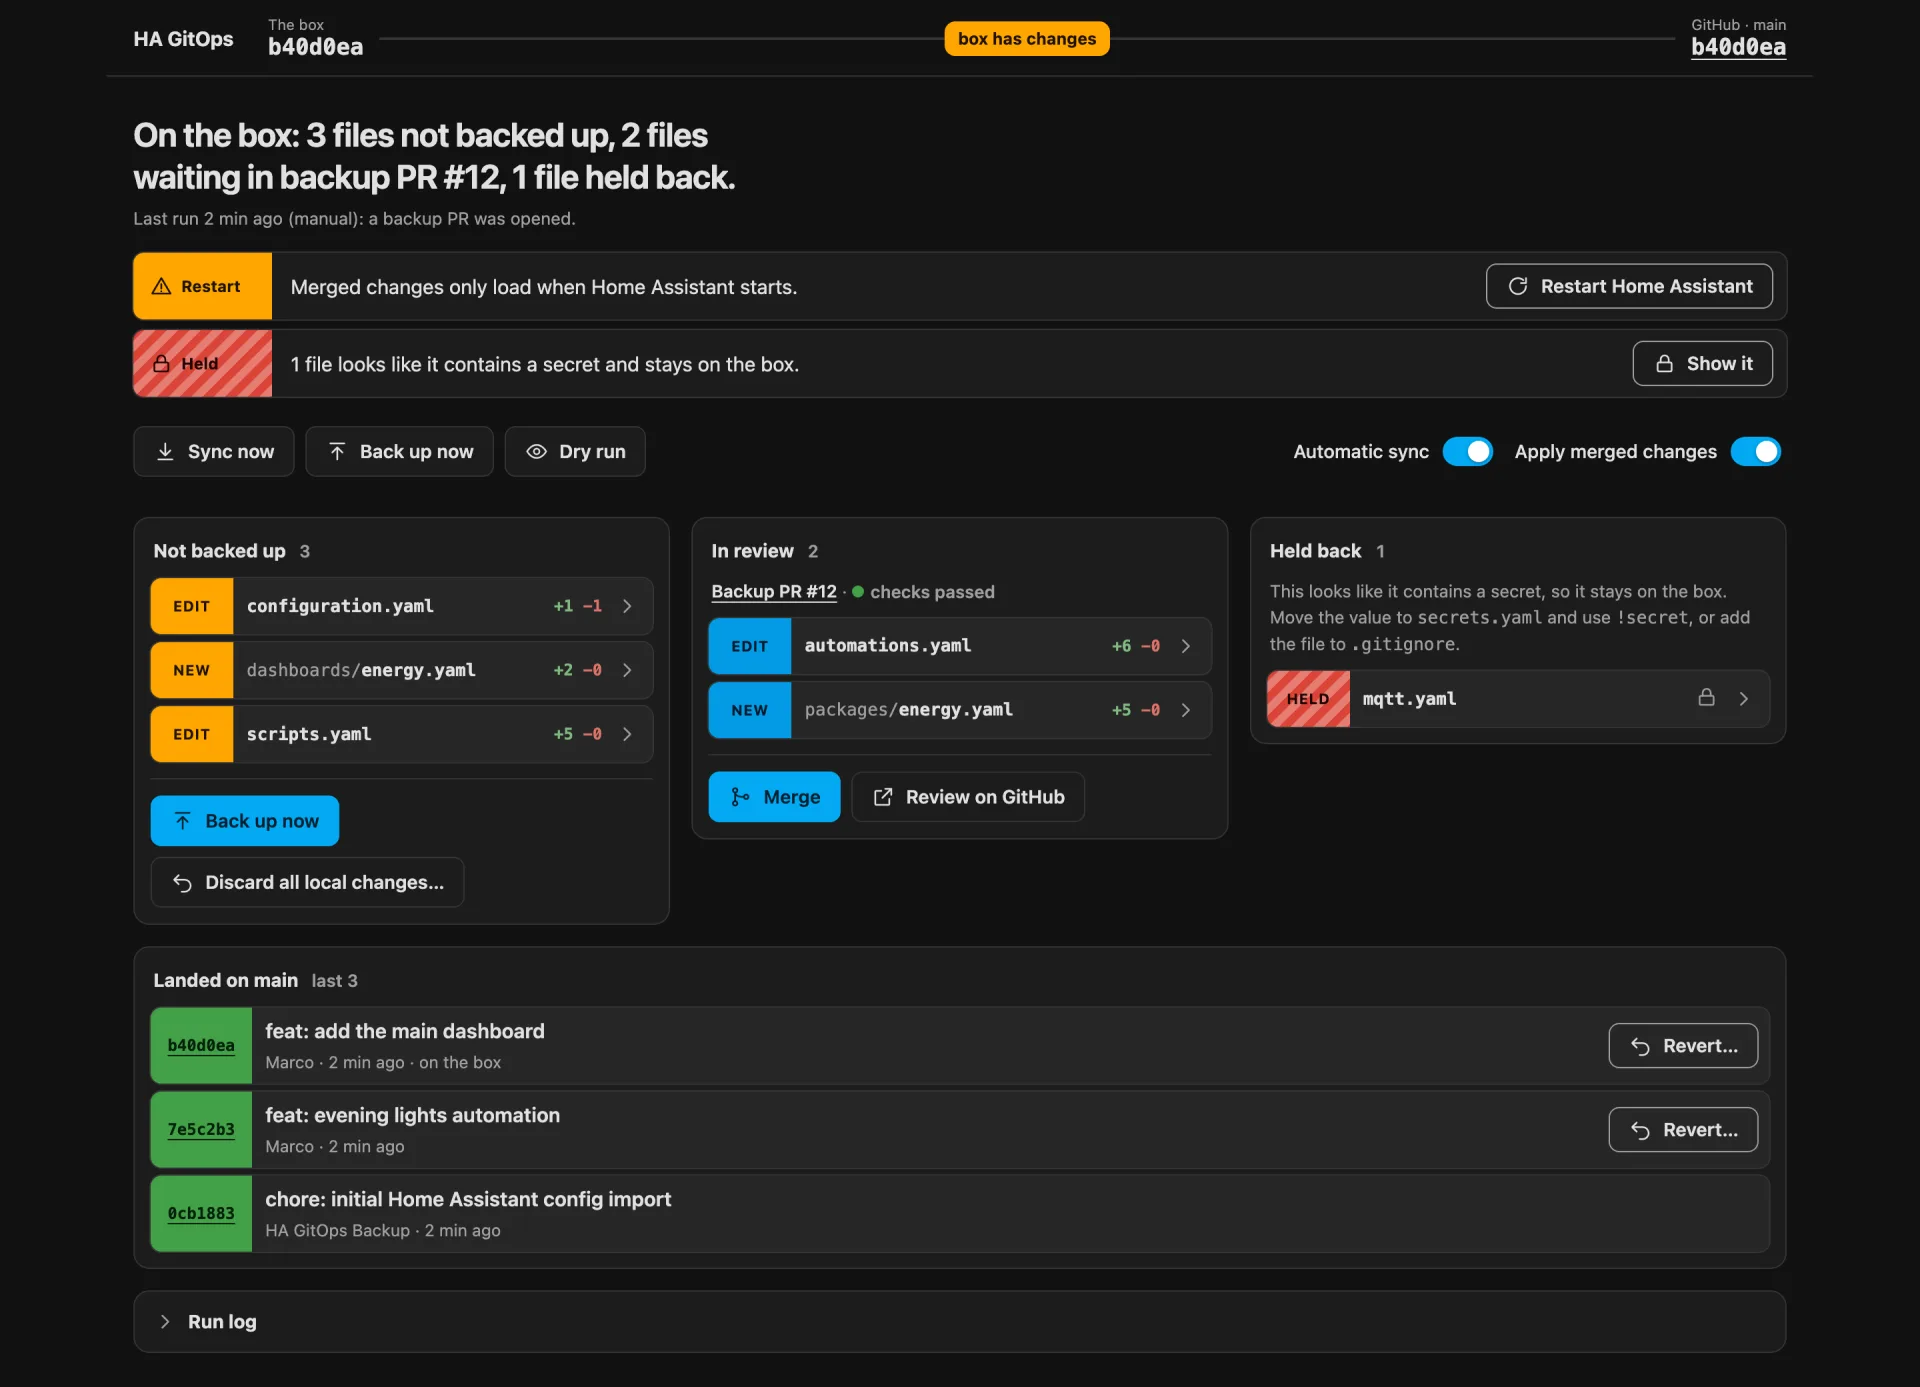 HA GitOps
The box
b40d0ea
box has changes
GitHub · main
b40d0ea
On the box: 3 files not backed up, 2 files
waiting in backup PR #12, 1 file held back.
Last run 2 min ago (manual): a backup PR was opened.
Restart
Merged changes only load when Home Assistant starts.
Restart Home Assistant
Held
1 file looks like it contains a secret and stays on the box.
Show it
Sync now
Back up now
Dry run
Automatic sync
Apply merged changes
Not backed up 3
EDIT configuration.yaml +1 −1
NEW dashboards/energy.yaml +2 −0
EDIT scripts.yaml +5 −0
Back up now
Discard all local changes...
In review 2
Backup PR #12 · checks passed
EDIT automations.yaml +6 −0
NEW packages/energy.yaml +5 −0
Merge
Review on GitHub
Held back 1
This looks like it contains a secret, so it stays on the box.
Move the value to secrets.yaml and use !secret, or add
the file to .gitignore.
HELD mqtt.yaml
Landed on main last 3
b40d0ea
feat: add the main dashboard
Marco · 2 min ago · on the box
Revert...
7e5c2b3
feat: evening lights automation
Marco · 2 min ago
Revert...
0cb1883
chore: initial Home Assistant config import
HA GitOps Backup · 2 min ago
Run log